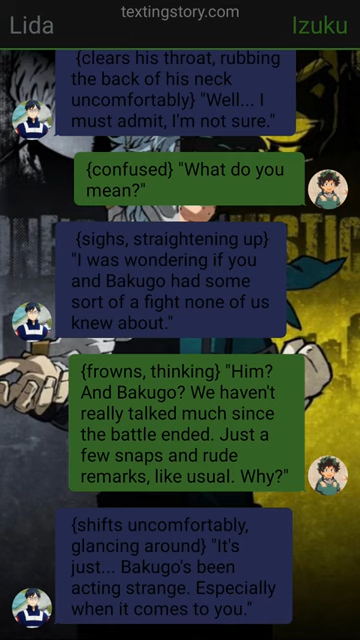 textingstory.com
Lida
Izuku
{clears his throat, rubbing
the back of his neck
uncomfortably} "Well... I
must admit, I'm not sure."
{confused} "What do you
mean?"
{sighs, straightening up}
"I was wondering if you
and Bakugo had some
sort of a fight none of us
knew about."
{frowns, thinking} "Him?
And Bakugo? We haven't
really talked much since
the battle ended. Just a
few snaps and rude
remarks, like usual. Why?"
{shifts uncomfortably,
glancing around} "It's
just... Bakugo's been
acting strange. Especially
when it comes to you."